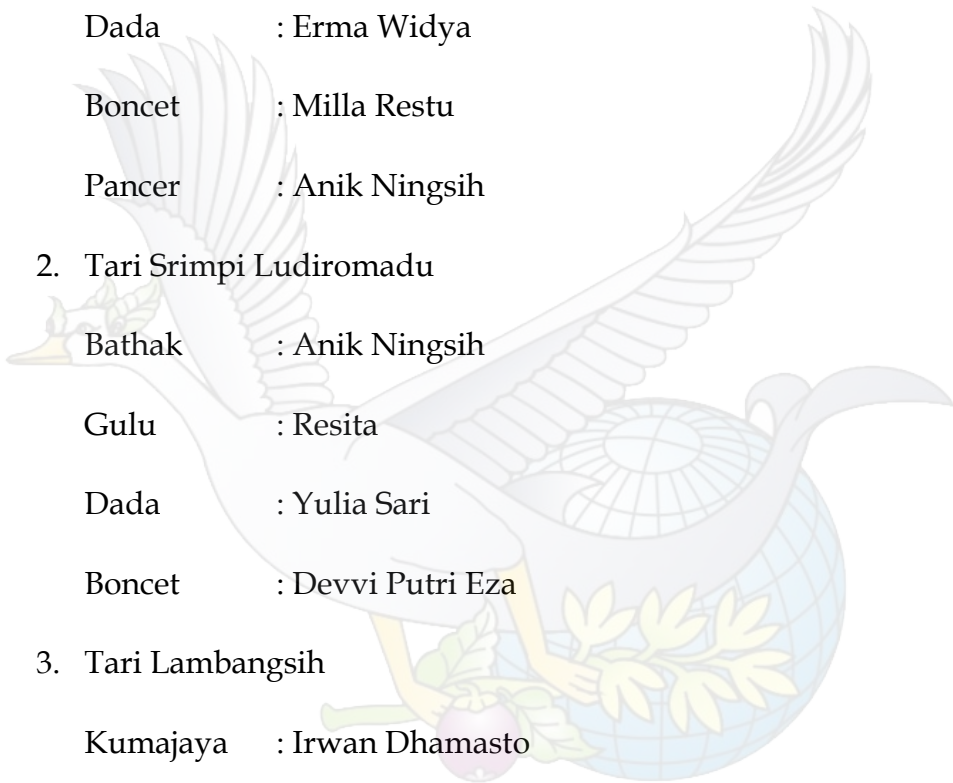 Dada : Erma Widya
Boncet : Milla Restu
Pancer : Anik Ningsih
2. Tari Srimpi Ludiromadu
Bathak : Anik Ningsih
Gulu : Resita
Dada : Yulia Sari
Boncet : Devvi Putri Eza
3. Tari Lambangsih
Kumajaya : Irwan Dhamasto